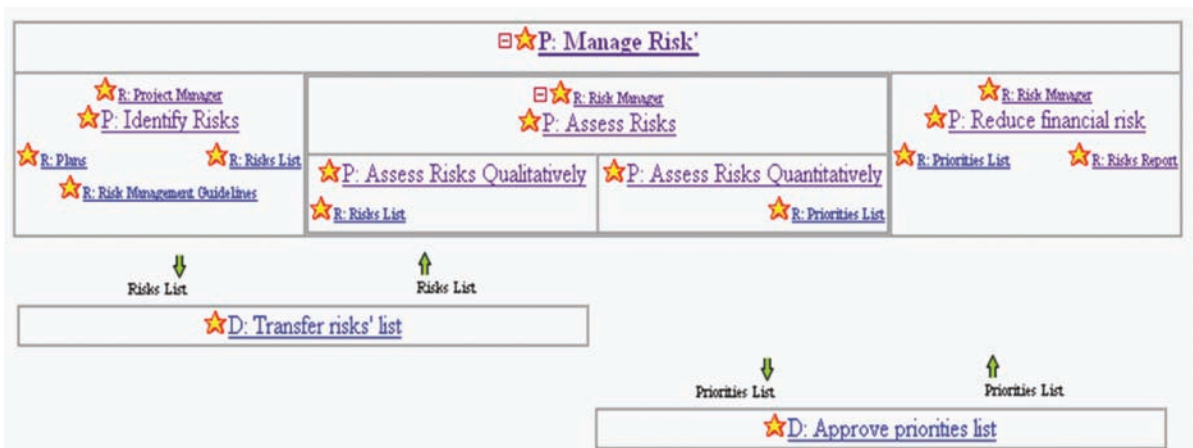 P: Manage Risk'
R: Project Manager
P: Identify Risks
R: Plans
R: Risks List
R: Risk Management Guidelines
R: Risk Manager
P: Assess Risks
P: Assess Risks Qualitatively
R: Risks List
P: Assess Risks Quantitatively
R: Priorities List
R: Risk Manager
P: Reduce financial risk
R: Priorities List
R: Risks Report
Risks List
Risks List
D: Transfer risks' list
Priorities List
Priorities List
D: Approve priorities list